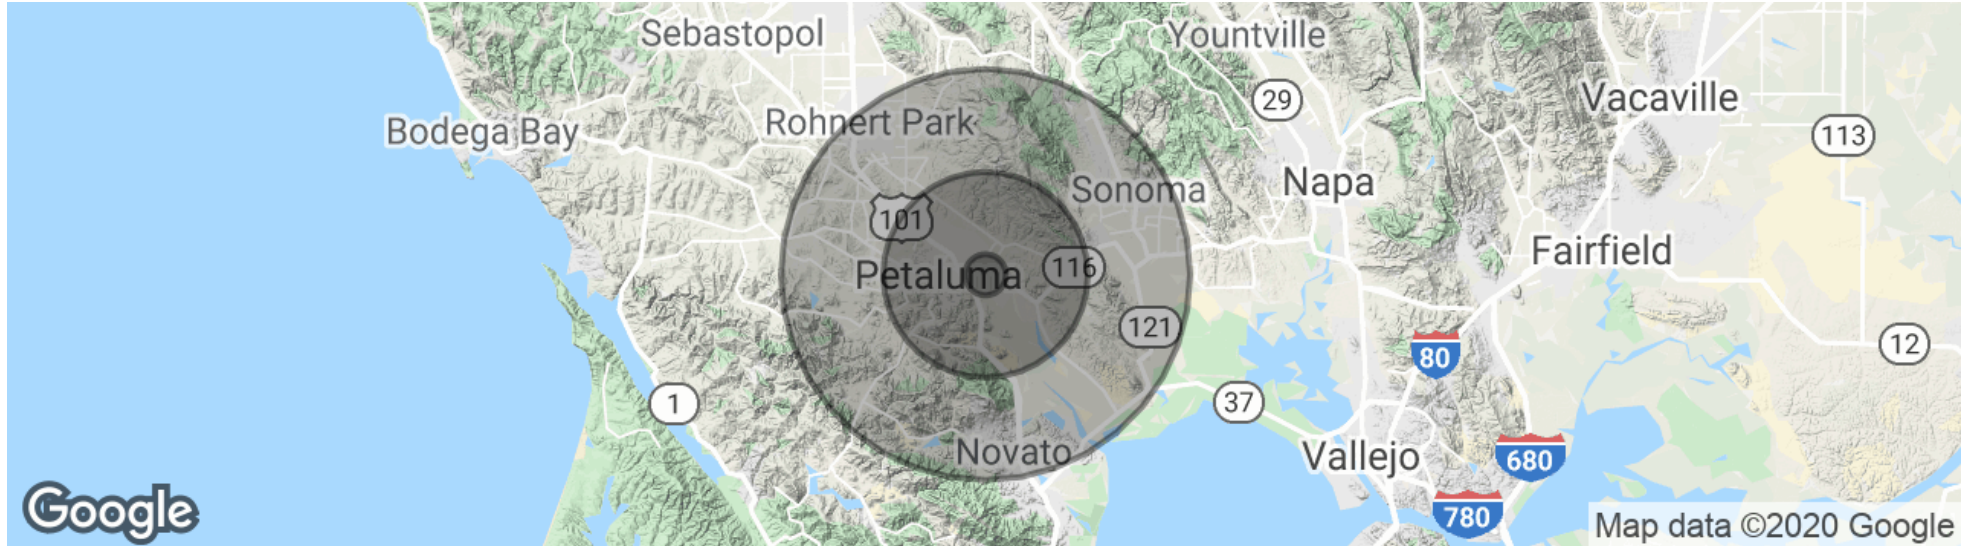 Sebastopol
Yountville
29
Vacaville
Bodega Bay
Rohnert Park
113
Sonoma
Napa
101
Fairfield
Petaluma
116
121
80
12
1
37
Novato
Vallejo
680
Google
780
Map data ©2020 Google